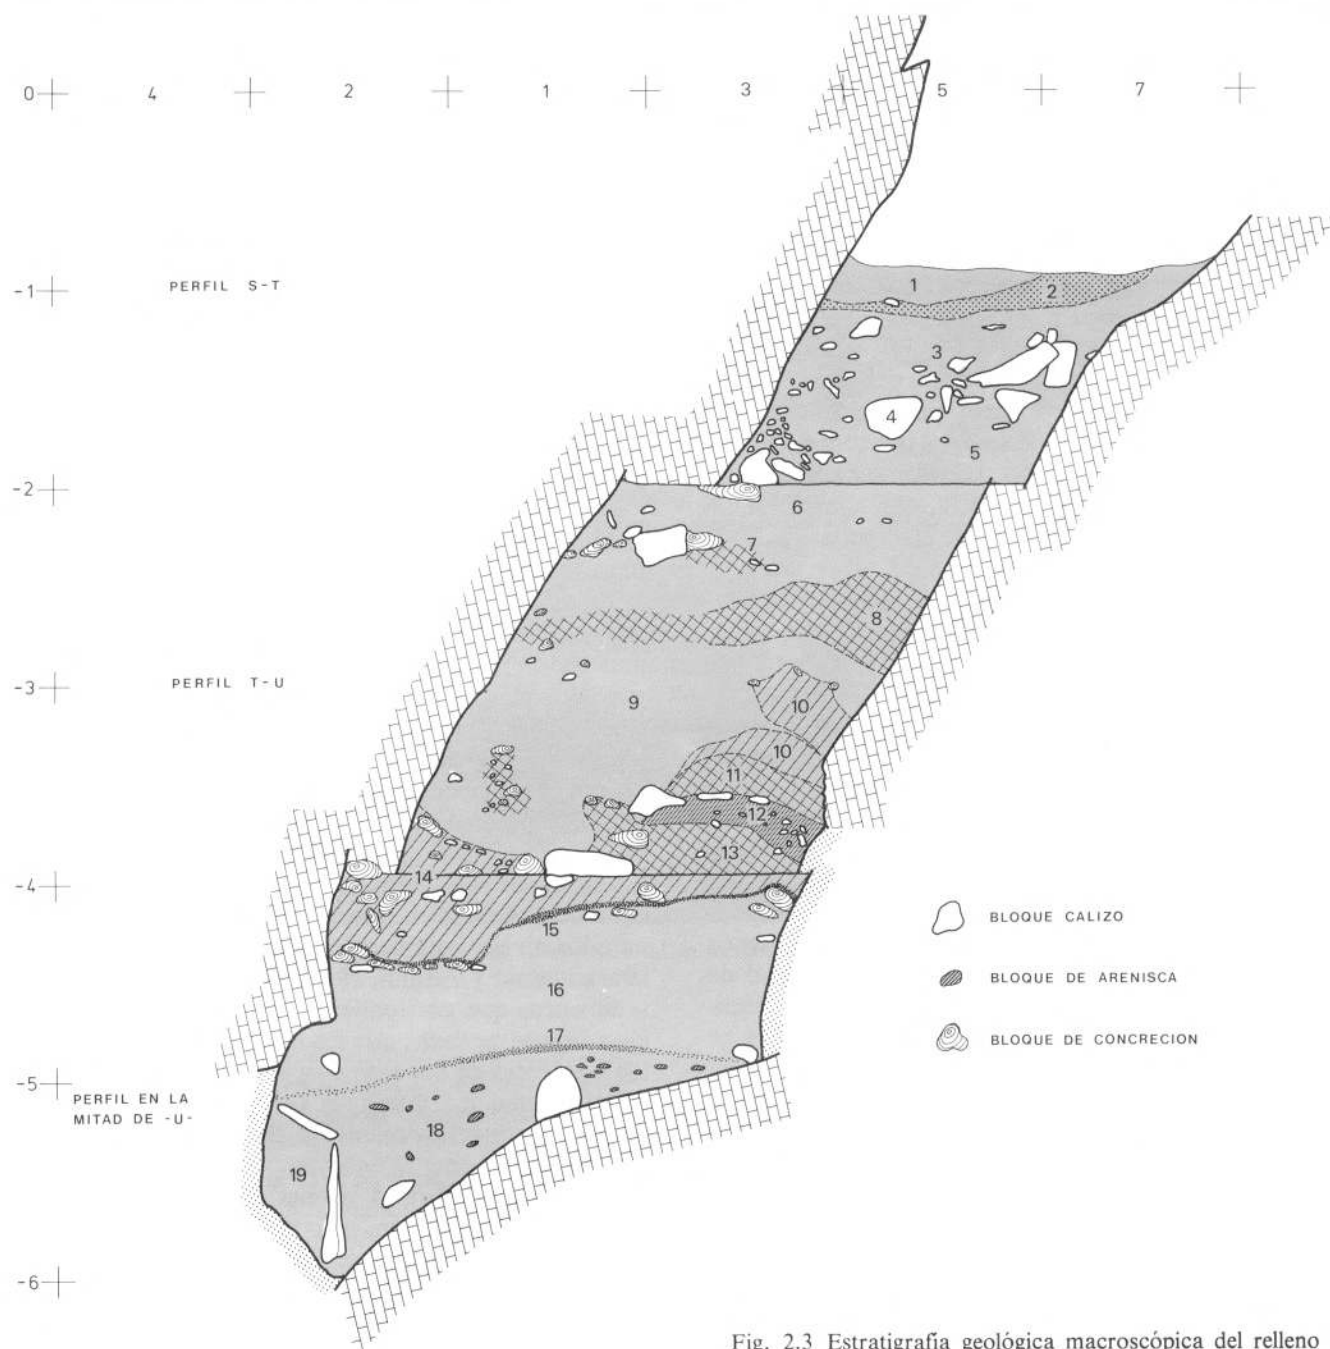 0 4 2 1 3 5 7
-1
PERFIL S-T
1
2
3
4
5
-2
6
7
8
-3
PERFIL T-U
9
10
10
11
12
13
-4
14
BLOQUE CALIZO
15
BLOQUE DE ARENISCA
16
17
BLOQUE DE CONCRECION
-5
PERFIL EN LA
MITAD DE -U-
18
19
-6
Fig. 2.3 Estratigrafía geológica macroscópica del relleno